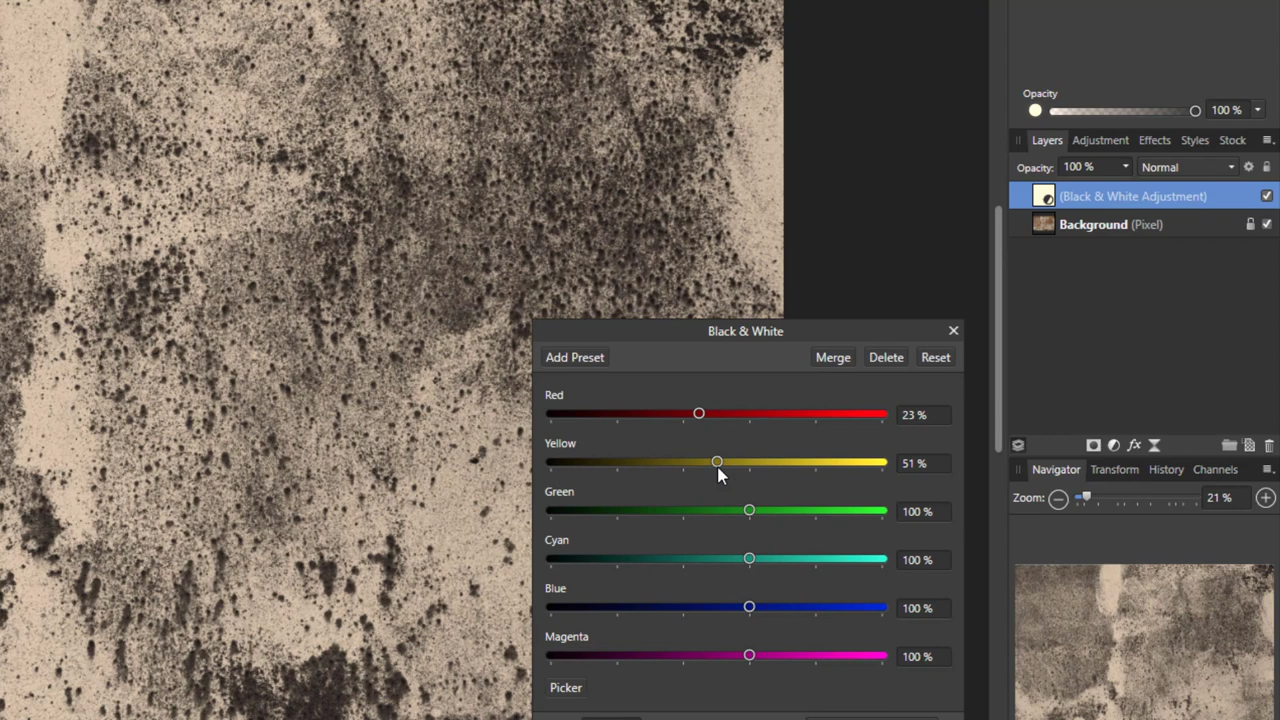 Opacity
100 %
Layers Adjustment Effects Styles Stock
Opacity: 100 % Normal
(Black & White Adjustment)
Background (Pixel)
Black & White
Add Preset Merge Delete Reset
Red
23 %
Yellow
51 %
Green
100 %
Cyan
100 %
Blue
100 %
Magenta
100 %
Picker
fx
Navigator Transform History Channels
Zoom: 21 %